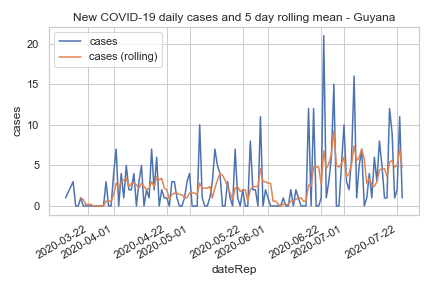 New COVID-19 daily cases and 5 day rolling mean - Guyana
cases
cases (rolling)
20
15
10
5
0
cases
2020-03-22
2020-04-01
2020-04-22
2020-05-01
2020-05-22
2020-06-01
2020-06-22
2020-07-01
2020-07-22
dateRep